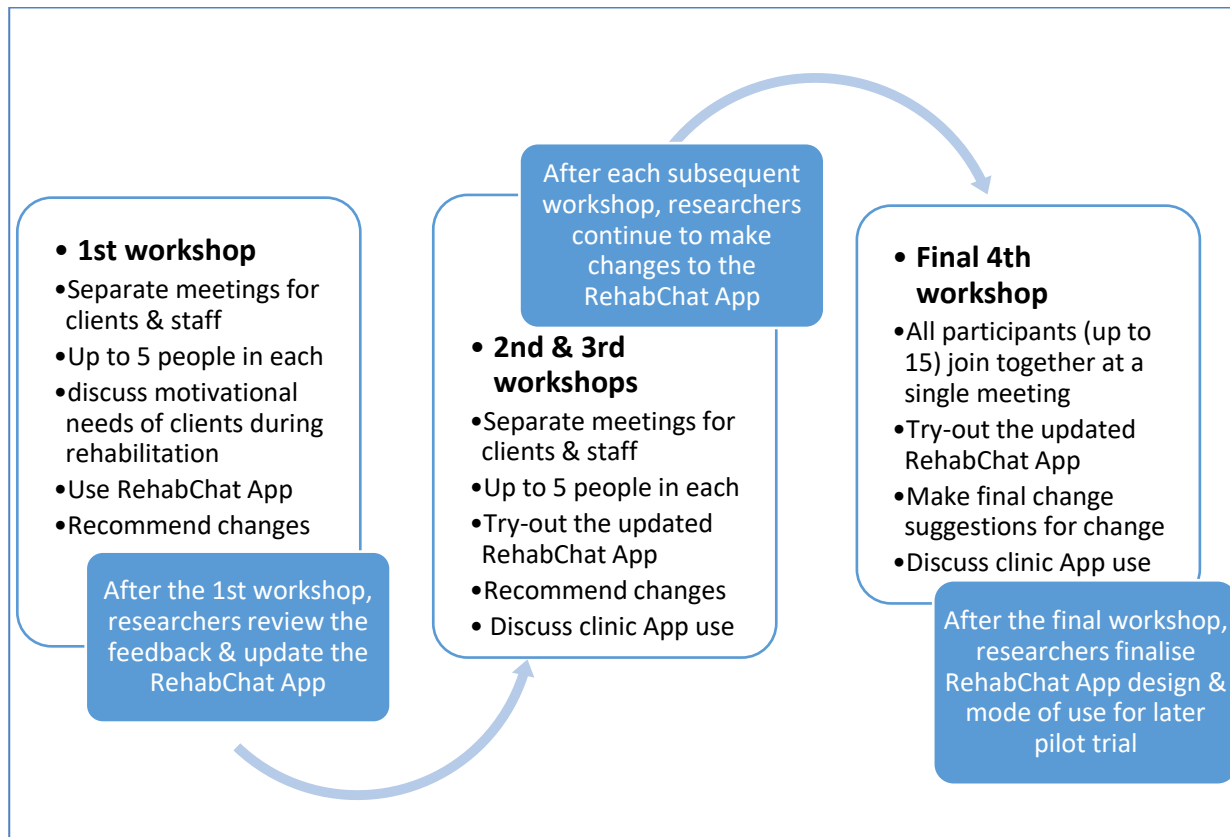 • 1st workshop
•Separate meetings for
clients & staff
•Up to 5 people in each
•discuss motivational
needs of clients during
rehabilitation
•Use RehabChat App
•Recommend changes
After the 1st workshop,
researchers review the
feedback & update the
RehabChat App
After each subsequent
workshop, researchers
continue to make
changes to the
RehabChat App
• 2nd & 3rd
workshops
•Separate meetings for
clients & staff
•Up to 5 people in each
•Try-out the updated
RehabChat App
•Recommend changes
• Discuss clinic App use
• Final 4th
workshop
•All participants (up to
15) join together at a
single meeting
•Try-out the updated
RehabChat App
•Make final change
suggestions for change
•Discuss clinic App use
After the final workshop,
researchers finalise
RehabChat App design &
mode of use for later
pilot trial